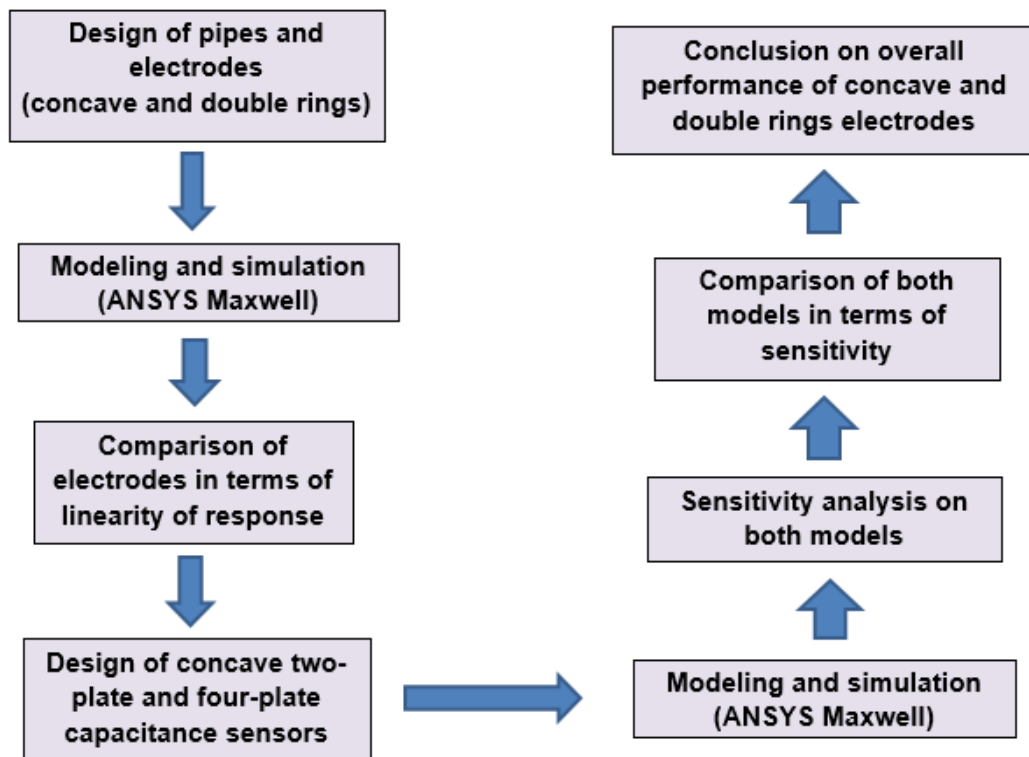 Design of pipes and
electrodes
(concave and double rings)
Modeling and simulation
(ANSYS Maxwell)
Comparison of
electrodes in terms of
linearity of response
Design of concave two-
plate and four-plate
capacitance sensors
Modeling and simulation
(ANSYS Maxwell)
Sensitivity analysis on
both models
Comparison of both
models in terms of
sensitivity
Conclusion on overall
performance of concave and
double rings electrodes